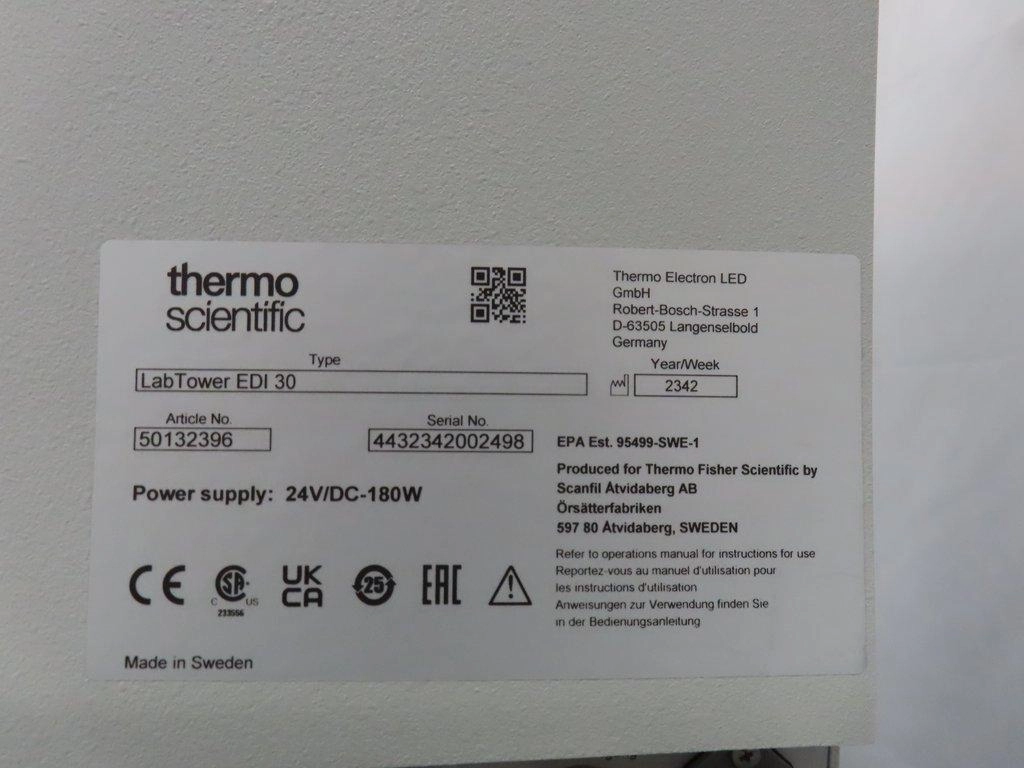 thermo
scientific
Thermo Electron LED
GmbH
Robert-Bosch-Strasse 1
D-63505 Langenselbold
Germany
Type
LabTower EDI 30
Year/Week
2342
Article No.
50132396
Serial No.
4432342002498
EPA Est. 95499-SWE-1
Produced for Thermo Fisher Scientific by
Scanfil Åtvidaberg AB
Örsätterfabriken
597 80 Åtvidaberg, SWEDEN
Power supply: 24V/DC-180W
Refer to operations manual for instructions for use
Reportez-vous au manuel d'utilisation pour
les instructions d'utilisation
Anweisungen zur Verwendung finden Sie
in der Bedienungsanleitung
CE
C SA US
233556
UK
CA
25
EAC
Made in Sweden